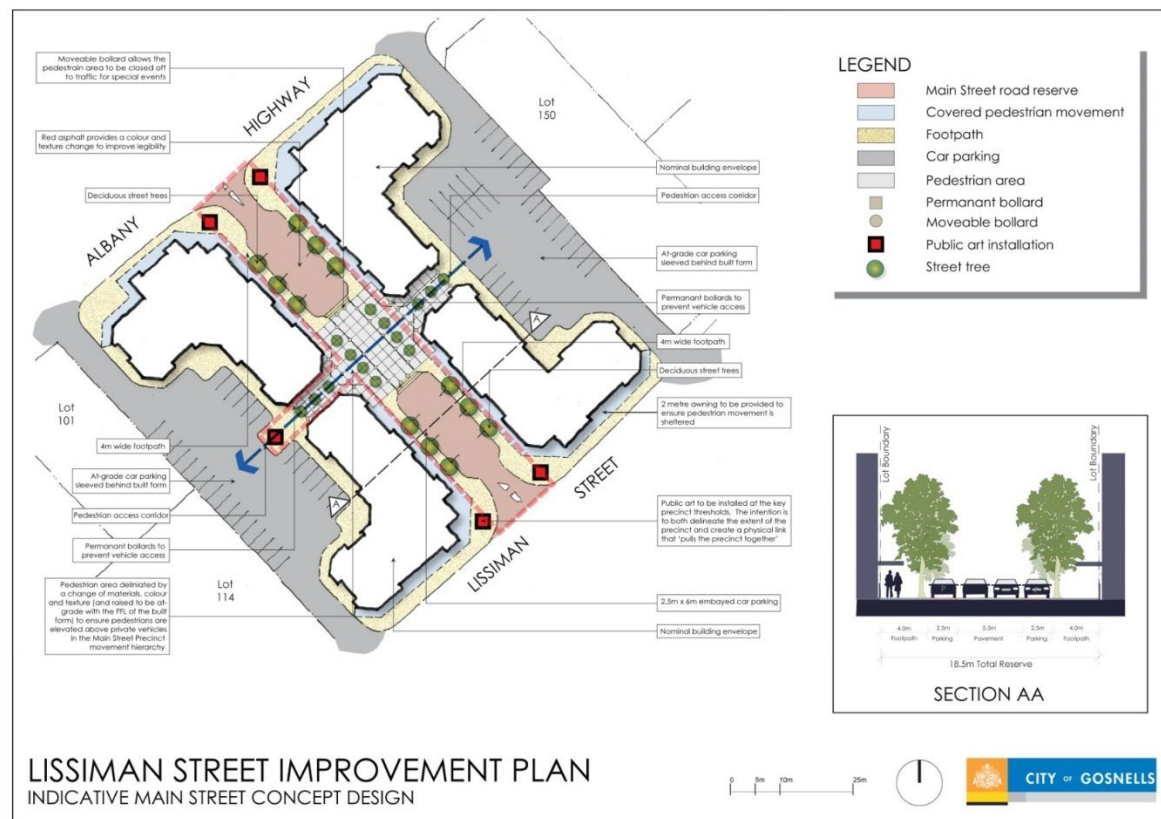 Moveable bollard allows the
pedestrain area to be closed off
to traffic for special events
HIGHWAY
Red asphalt provides a colour and
texture change to improve legibility
Deciduous street trees
ALBANY
Lot
150
Nominal building envelope
Pedestrian access corridor
At-grade car parking
sleeved behind built form
Permanant bollards to
prevent vehicle access
4m wide footpath
Deciduous street trees
2 metre awning to be provided to
ensure pedestrian movement is
sheltered
A
A
Lot
101
4m wide footpath
At-grade car parking
sleeved behind built form
Pedestrian access corridor
Permanant bollards to
prevent vehicle access
Pedestrian area deliniated by
a change of materials, colour
and texture (and raised to be at-
grade with the FFL of the built
form) to ensure pedestrians are
elevated above private vehicles
in the Main Street Precinct
movement hierarchy
Lot
114
LISSIMAN
STREET
Public art to be installed at the key
precinct thresholds. The intention is
to both delineate the extent of the
precinct and create a physical link
that 'pulls the precinct together'
2.5m x 6m embayed car parking
Nominal building envelope
LEGEND
Main Street road reserve
Covered pedestrian movement
Footpath
Car parking
Pedestrian area
Permanant bollard
Moveable bollard
Public art installation
Street tree
Lot Boundary
Lot Boundary
4.0m
Footpath
2.5m
Parking
5.5m
Pavement
2.5m
Parking
4.0m
Footpath
18.5m Total Reserve
SECTION AA
LISSIMAN STREET IMPROVEMENT PLAN
INDICATIVE MAIN STREET CONCEPT DESIGN
0 5m 10m 25m
CITY OF GOSNELLS